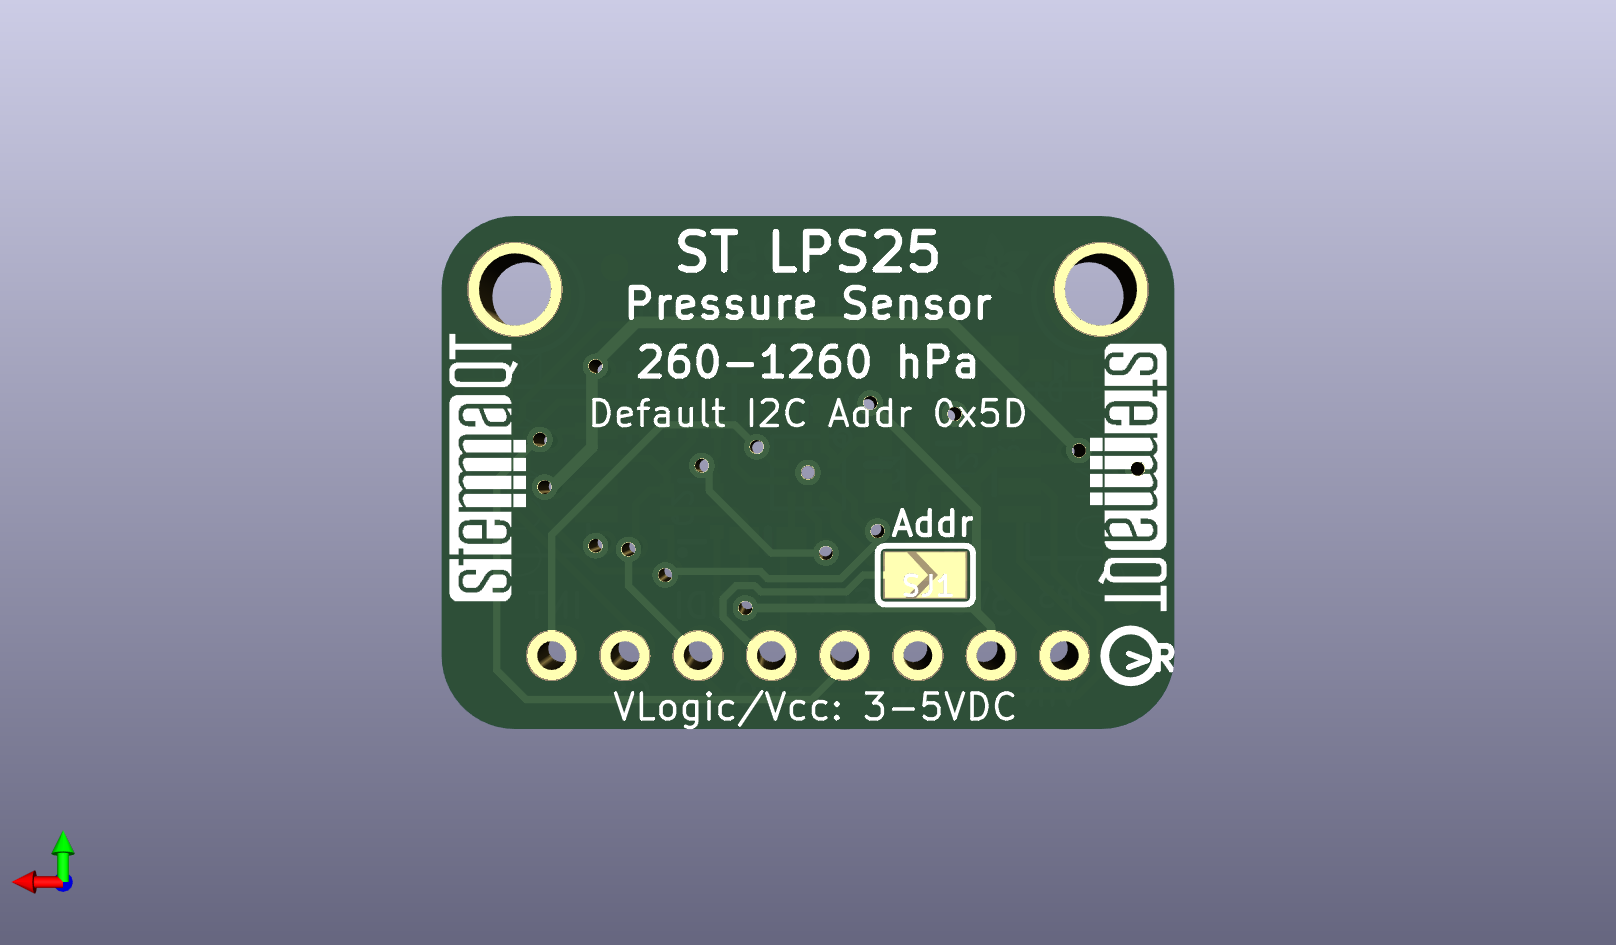 ST LPS25
Pressure Sensor
260-1260 hPa
Default I2C Addr 0x5D
stemmaQT
stemmaQT
Addr
SJ1
>R
VLogic/Vcc: 3-5VDC